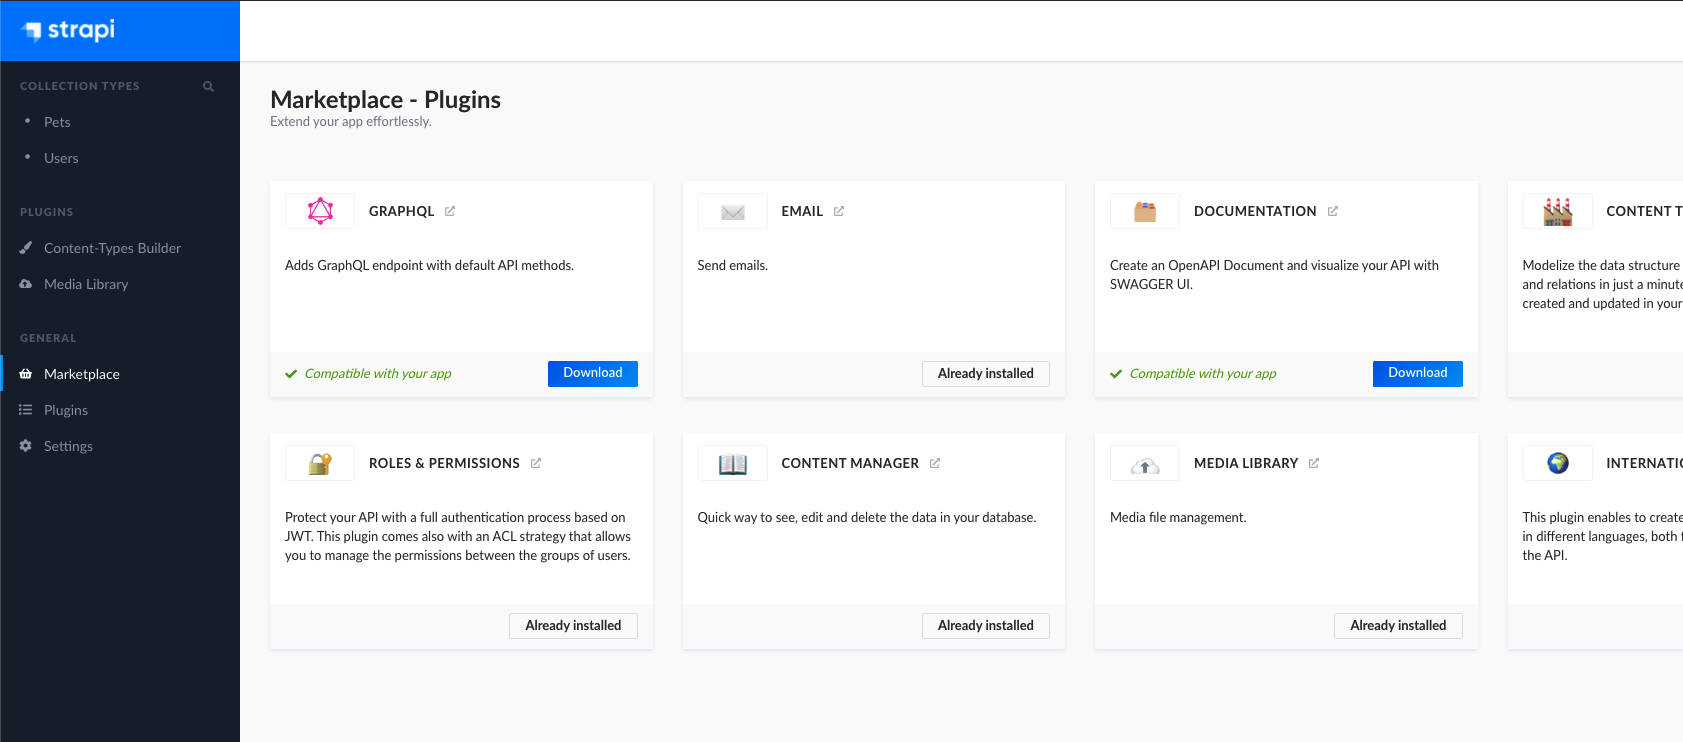 strapi
COLLECTION TYPES
Pets
Users
PLUGINS
Content-Types Builder
Media Library
GENERAL
Marketplace
Plugins
Settings
Marketplace - Plugins
Extend your app effortlessly.
GRAPHQL
Adds GraphQL endpoint with default API methods.
Compatible with your app
Download
EMAIL
Send emails.
Already installed
DOCUMENTATION
Create an OpenAPI Document and visualize your API with
SWAGGER UI.
Compatible with your app
Download
CONTENT T
Modelize the data structure
and relations in just a minute
created and updated in your
ROLES & PERMISSIONS
Protect your API with a full authentication process based on
JWT. This plugin comes also with an ACL strategy that allows
you to manage the permissions between the groups of users.
Already installed
CONTENT MANAGER
Quick way to see, edit and delete the data in your database.
Already installed
MEDIA LIBRARY
Media file management.
Already installed
INTERNATIO
This plugin enables to create
in different languages, both
the API.